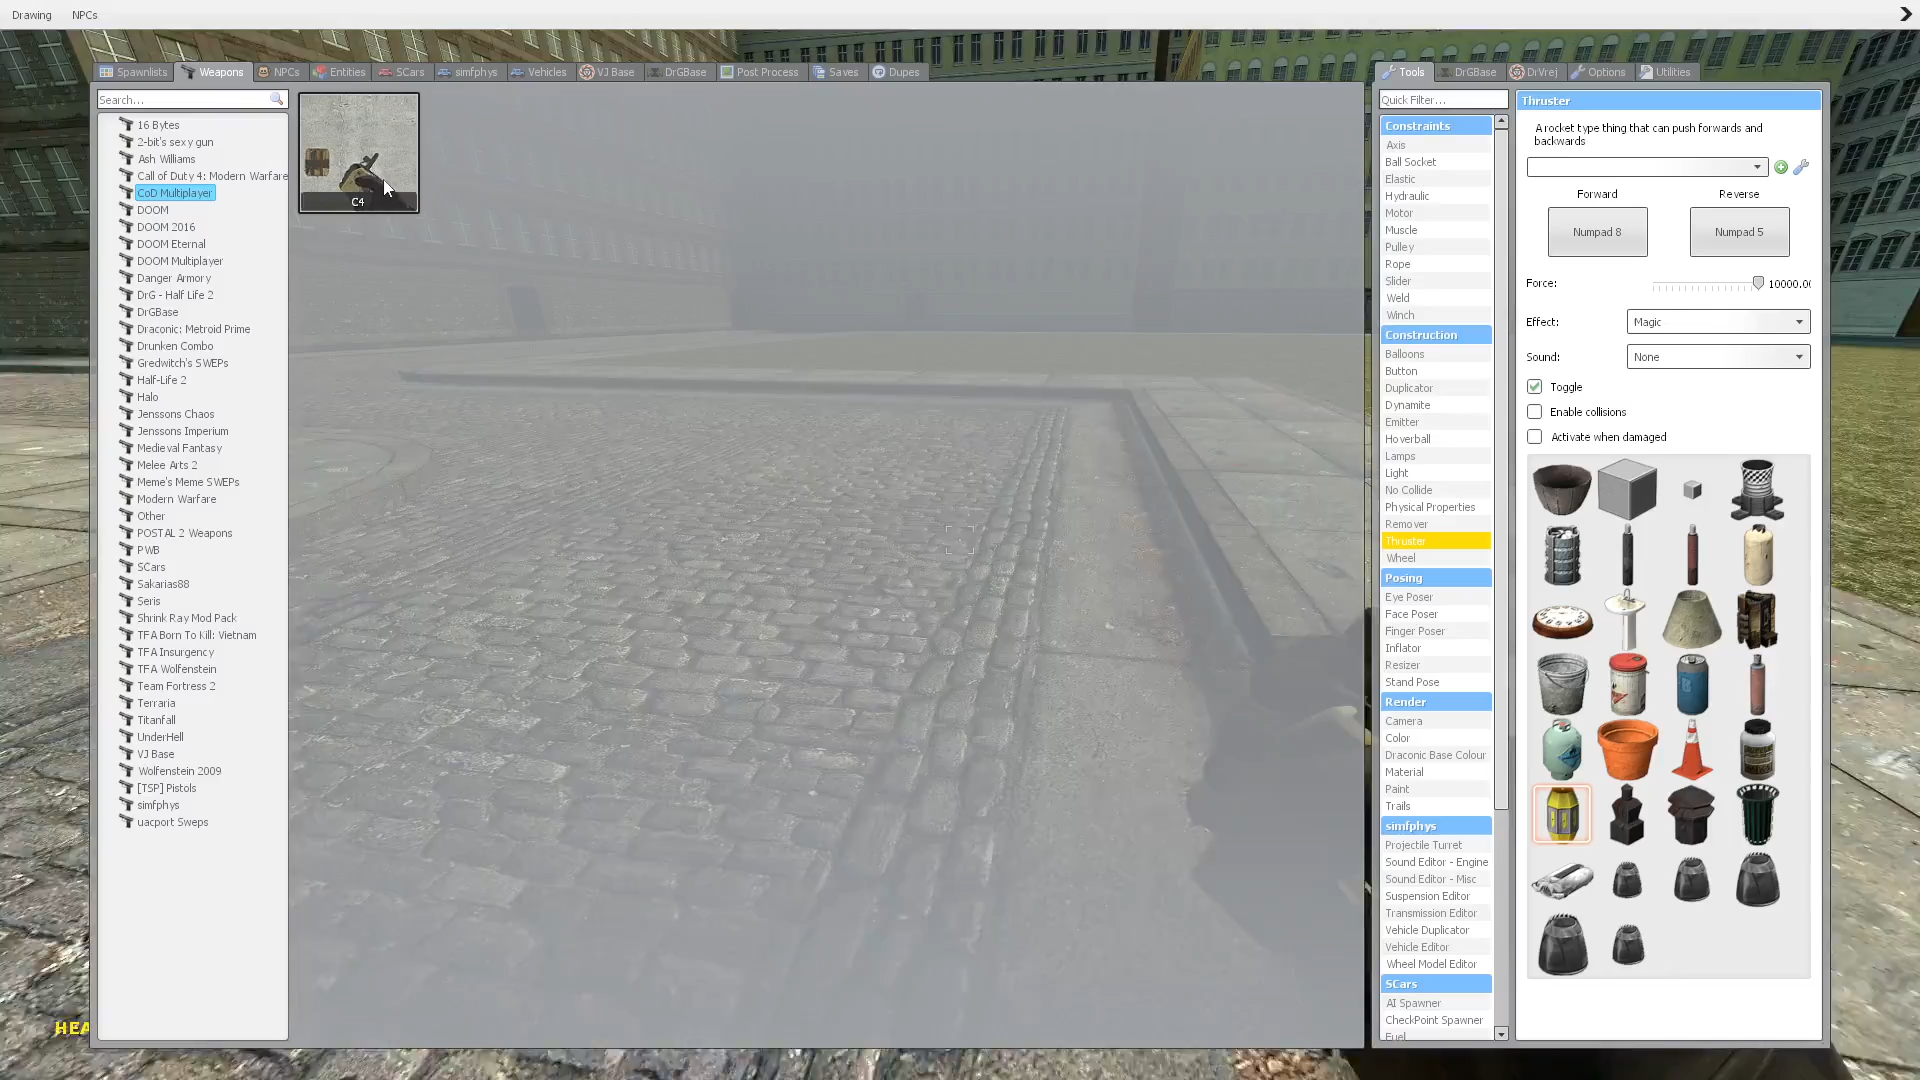 Drawing NPCs
Spawnlists Weapons NPCs Entities SCars simfphys Vehicles VJ Base DrGBase Post Process Saves Dupes
Search...
16 Bytes
2-bit's sexy gun
Ash Williams
Call of Duty 4: Modern Warfare
CoD Multiplayer
DOOM
DOOM 2016
DOOM Eternal
DOOM Multiplayer
Danger Armory
DrG - Half Life 2
DrGBase
Draconic: Metroid Prime
Drunken Combo
Gredwitch's SWEPs
Half-Life 2
Halo
Jenssons Chaos
Jenssons Imperium
Medieval Fantasy
Melee Arts 2
Meme's Meme SWEPs
Modern Warfare
Other
POSTAL 2 Weapons
PWB
SCars
Sakarias88
Seris
Shrink Ray Mod Pack
TFA Born To Kill: Vietnam
TFA Insurgency
TFA Wolfenstein
Team Fortress 2
Terraria
Titanfall
UnderHell
VJ Base
Wolfenstein 2009
[TSP] Pistols
simfphys
uacport Sweps
C4
HEA
Tools DrGBase DrVrej Options Utilities
Quick Filter...
Constraints
Axis
Ball Socket
Elastic
Hydraulic
Motor
Muscle
Pulley
Rope
Slider
Weld
Winch
Construction
Balloons
Button
Duplicator
Dynamite
Emitter
Hoverball
Lamps
Light
No Collide
Physical Properties
Remover
Thruster
Wheel
Posing
Eye Poser
Face Poser
Finger Poser
Inflator
Resizer
Stand Pose
Render
Camera
Color
Draconic Base Colour
Material
Paint
Trails
simfphys
Projectile Turret
Sound Editor - Engine
Sound Editor - Misc
Suspension Editor
Transmission Editor
Vehicle Duplicator
Vehicle Editor
Wheel Model Editor
SCars
AI Spawner
CheckPoint Spawner
Fuel
Thruster
A rocket type thing that can push forwards and
backwards
Forward Reverse
Numpad 8 Numpad 5
Force: 10000.0
Effect: Magic
Sound: None
Toggle
Enable collisions
Activate when damaged